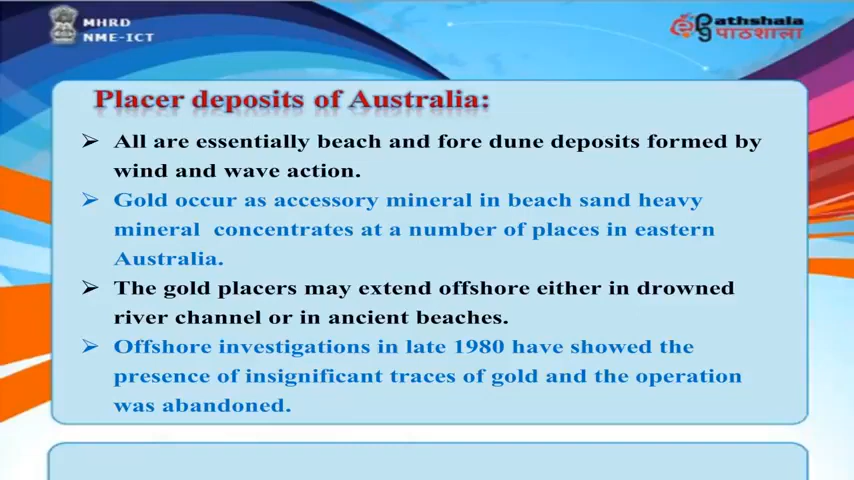 MHRD
NME-ICT
Pathshala
पाठशाला
Placer deposits of Australia:
➢ All are essentially beach and fore dune deposits formed by
wind and wave action.
➢ Gold occur as accessory mineral in beach sand heavy
mineral concentrates at a number of places in eastern
Australia.
➢ The gold placers may extend offshore either in drowned
river channel or in ancient beaches.
➢ Offshore investigations in late 1980 have showed the
presence of insignificant traces of gold and the operation
was abandoned.